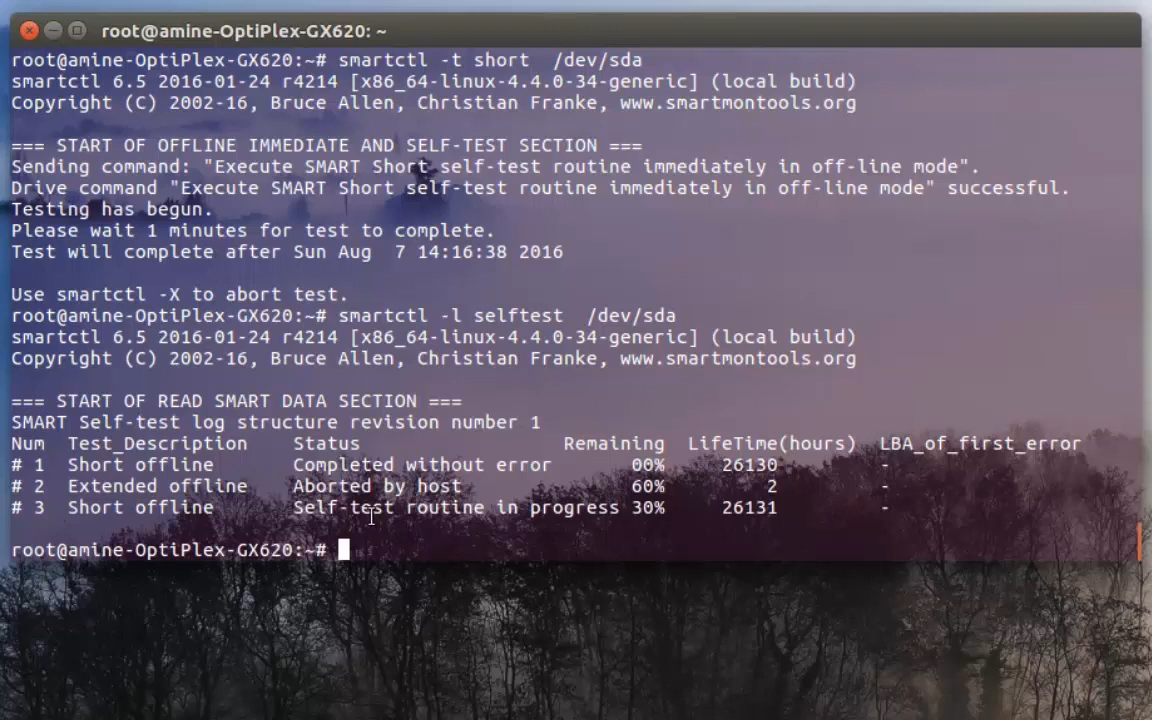 root@amine-OptiPlex-GX620: ~
root@amine-OptiPlex-GX620:~# smartctl -t short  /dev/sda
smartctl 6.5 2016-01-24 r4214 [x86_64-linux-4.4.0-34-generic] (local build)
Copyright (C) 2002-16, Bruce Allen, Christian Franke, www.smartmontools.org
=== START OF OFFLINE IMMEDIATE AND SELF-TEST SECTION ===
Sending command: "Execute SMART Short self-test routine immediately in off-line mode".
Drive command "Execute SMART Short self-test routine immediately in off-line mode" successful.
Testing has begun.
Please wait 1 minutes for test to complete.
Test will complete after Sun Aug  7 14:16:38 2016
Use smartctl -X to abort test.
root@amine-OptiPlex-GX620:~# smartctl -l selftest  /dev/sda
smartctl 6.5 2016-01-24 r4214 [x86_64-linux-4.4.0-34-generic] (local build)
Copyright (C) 2002-16, Bruce Allen, Christian Franke, www.smartmontools.org
=== START OF READ SMART DATA SECTION ===
SMART Self-test log structure revision number 1
Num  Test_Description    Status                  Remaining  LifeTime(hours)  LBA_of_first_error
# 1  Short offline       Completed without error       00%     26130         -
# 2  Extended offline    Aborted by host               60%         2         -
# 3  Short offline       Self-test routine in progress 30%     26131         -
root@amine-OptiPlex-GX620:~#